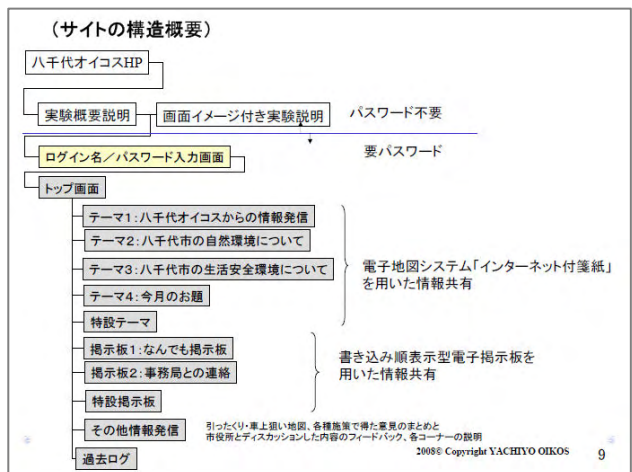 （サイトの構造概要）
八千代オイコスHP
実験概要説明
画面イメージ付き実験説明
パスワード不要
要パスワード
ログイン名／パスワード入力画面
トップ画面
テーマ1：八千代オイコスからの情報発信
テーマ2：八千代市の自然環境について
テーマ3：八千代市の生活安全環境について
テーマ4：今月のお題
特設テーマ
電子地図システム「インターネット付箋紙」
を用いた情報共有
掲示板1：なんでも掲示板
掲示板2：事務局との連絡
特設掲示板
書き込み順表示型電子掲示板を
用いた情報共有
その他情報発信
引ったくり・車上狙い地図、各種施策で得た意見のまとめと
市役所とディスカッションした内容のフィードバック、各コーナーの説明
過去ログ
2008© Copyright YACHIYO OIKOS
9